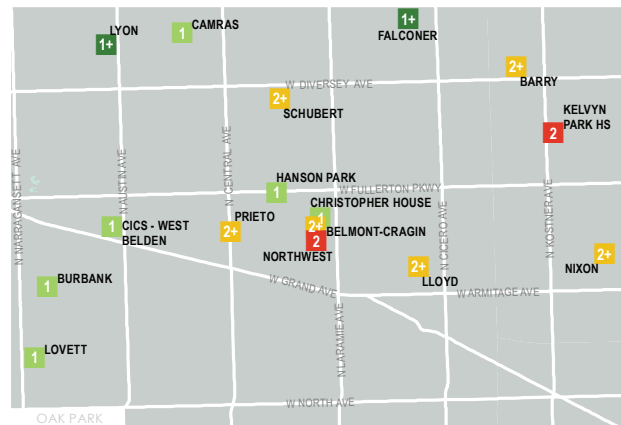 LYON
1+
CAMRAS
1
FALCONER
1+
W DIVERSEY AVE
BARRY
2+
SCHUBERT
2+
KELVYN
PARK HS
2
N NARRAGANSETT AVE
N AUSTIN AVE
N CENTRAL AVE
HANSON PARK
1
W FULLERTON PKWY
CHRISTOPHER HOUSE
1
CICS - WEST
BELDEN
1
PRIETO
2+
BELMONT-CRAGIN
2+
NORTHWEST
2
N CICERO AVE
N KOSTNER AVE
NIXON
2+
LLOYD
2+
BURBANK
1
W GRAND AVE
W ARMITAGE AVE
N LARAMIE AVE
LOVETT
1
W NORTH AVE
OAK PARK